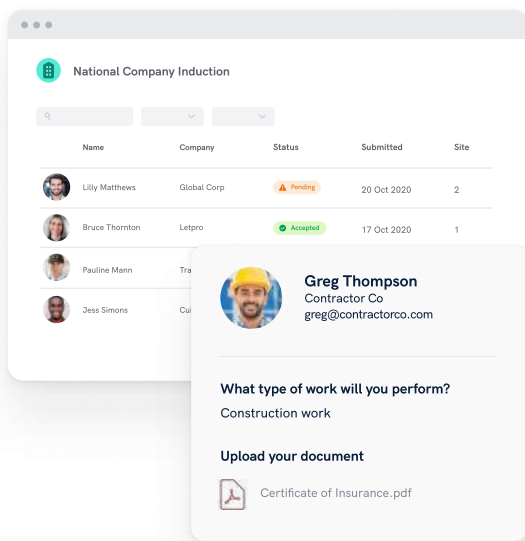 National Company Induction
Name Company Status Submitted Site
Lilly Matthews Global Corp Pending 20 Oct 2020 2
Bruce Thornton Letpro Accepted 17 Oct 2020 1
Pauline Mann Tra
Jess Simons Cui
Greg Thompson
Contractor Co
greg@contractorco.com
What type of work will you perform?
Construction work
Upload your document
Certificate of Insurance.pdf